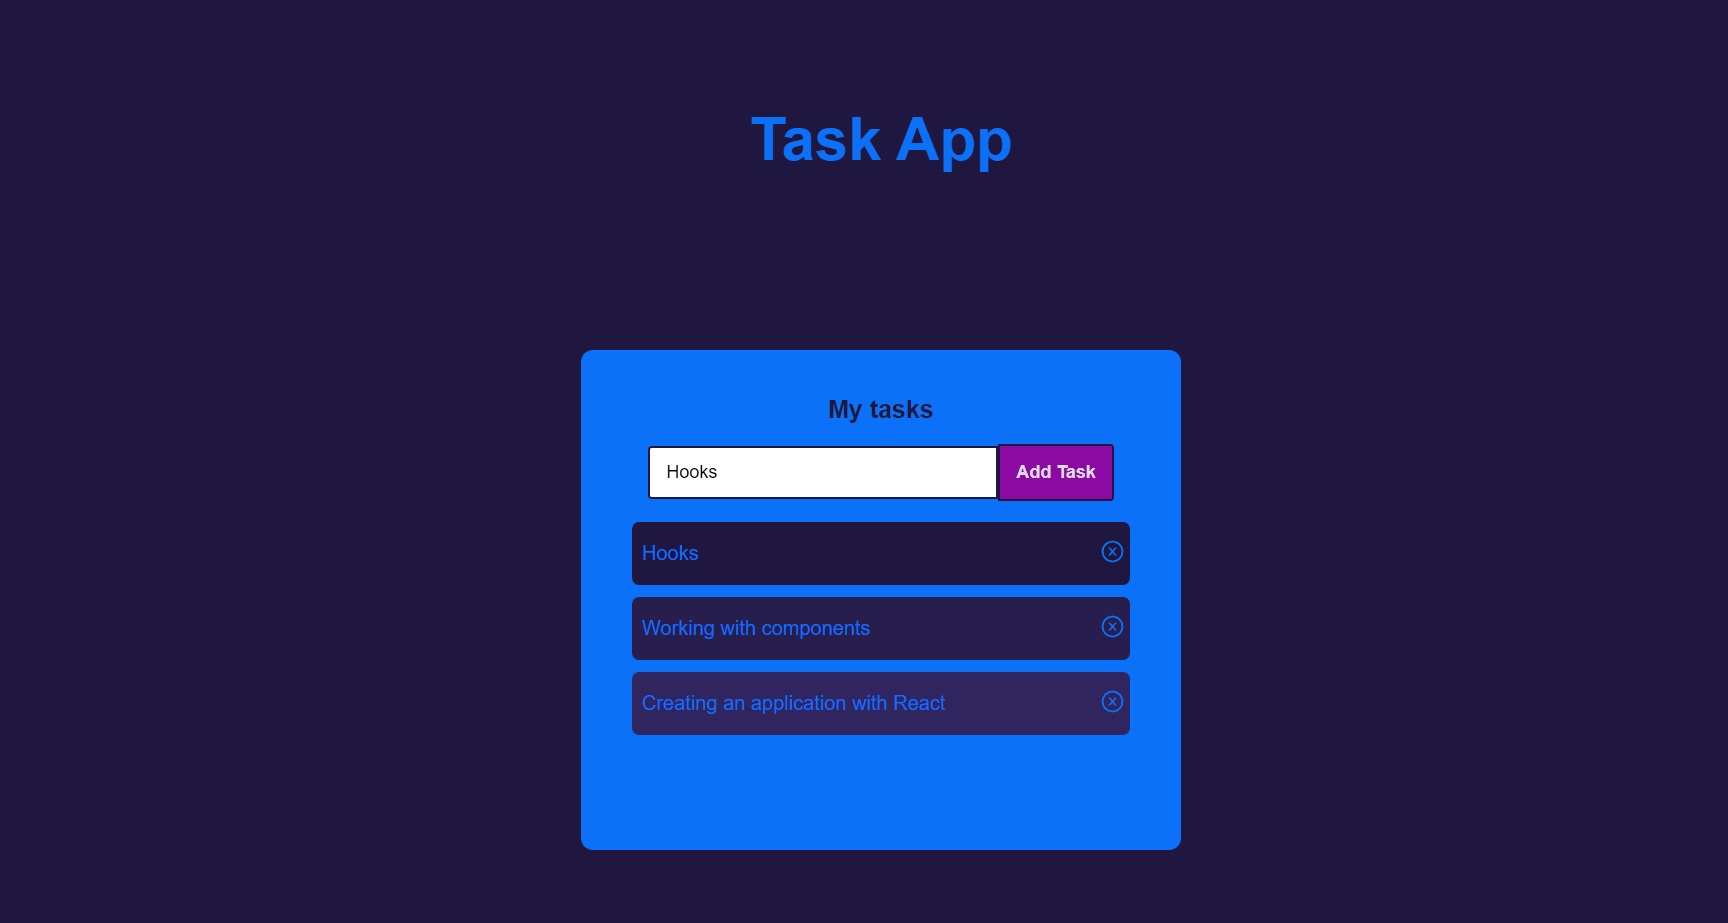 Task App
My tasks
Hooks
Add Task
Hooks
Working with components
Creating an application with React